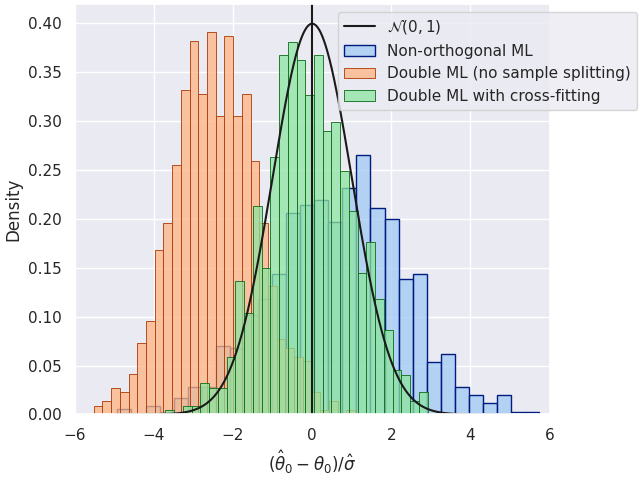 𝒩(0, 1)
Non-orthogonal ML
Double ML (no sample splitting)
Double ML with cross-fitting
Density
0.40
0.35
0.30
0.25
0.20
0.15
0.10
0.05
0.00
−6 −4 −2 0 2 4 6
(θ̂₀ − θ₀)/σ̂